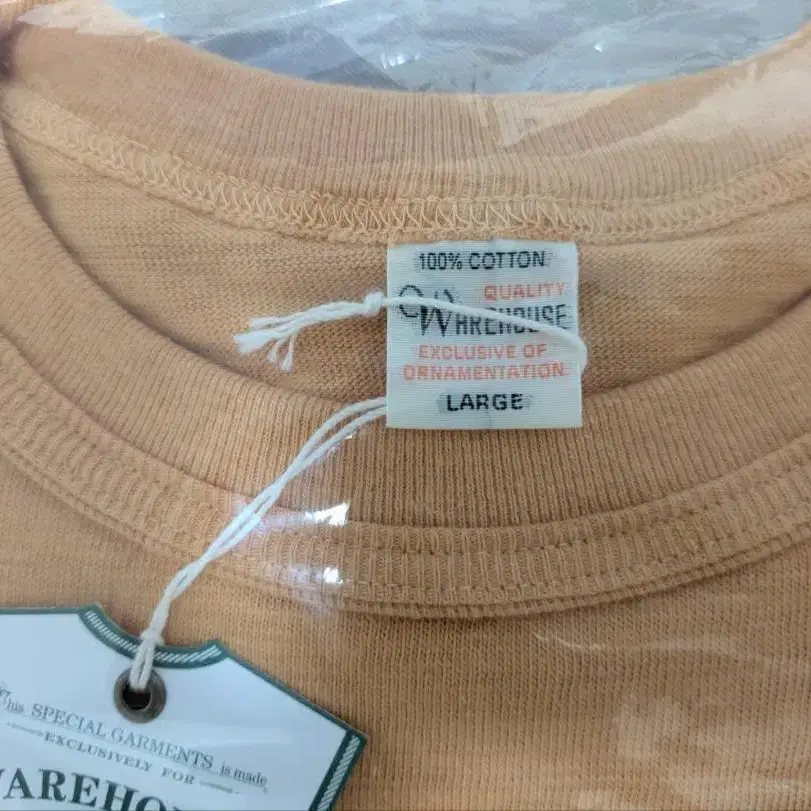 100% COTTON
QUALITY
WAREHOUSE
EXCLUSIVE OF
ORNAMENTATION
LARGE
This SPECIAL GARMENTS is made
EXCLUSIVELY FOR
WAREHO